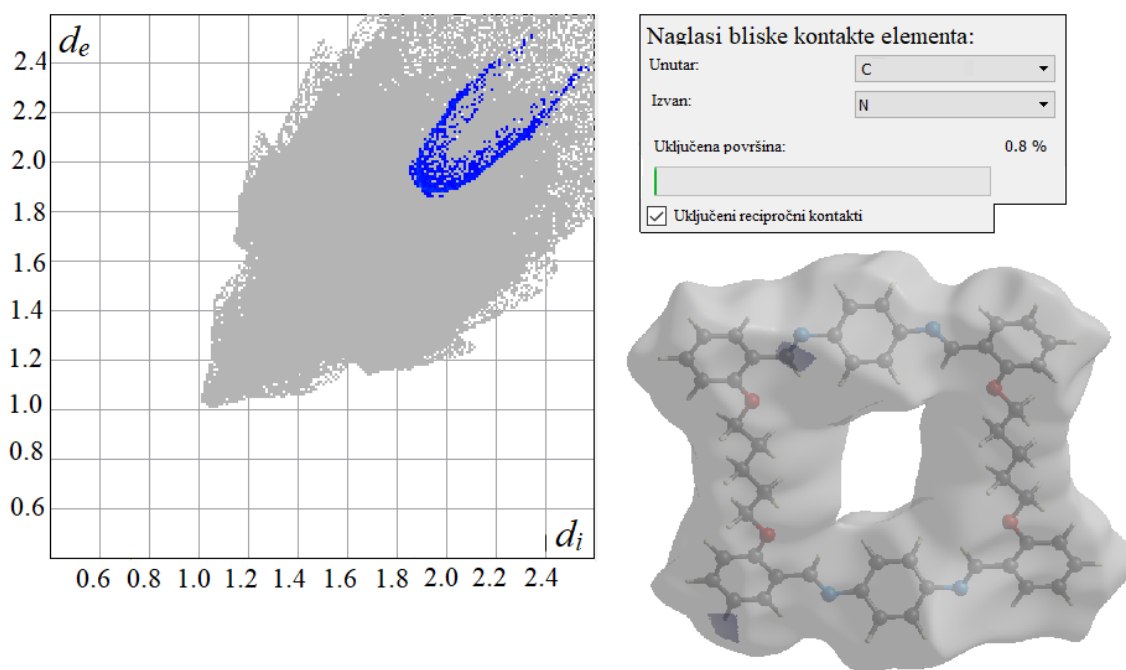 d_e
2.4
2.2
2.0
1.8
1.6
1.4
1.2
1.0
0.8
0.6
d_i
0.6 0.8 1.0 1.2 1.4 1.6 1.8 2.0 2.2 2.4
Naglasi bliske kontakte elementa:
Unutar: C
Izvan: N
Uključena površina: 0.8 %
Uključeni recipročni kontakti